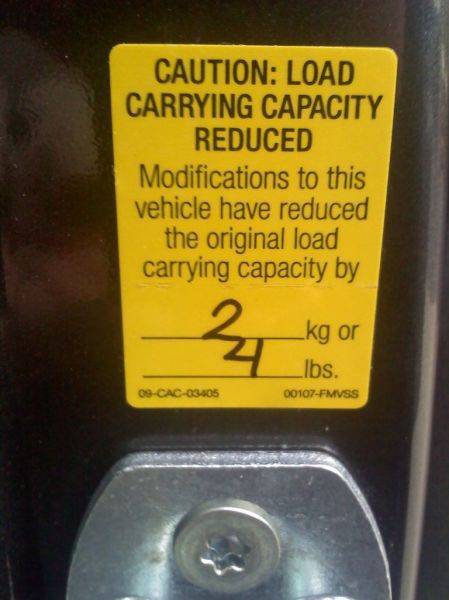 CAUTION: LOAD
CARRYING CAPACITY
REDUCED
Modifications to this
vehicle have reduced
the original load
carrying capacity by
2 kg or
4 lbs.
09-CAC-03405 00107-FMVSS